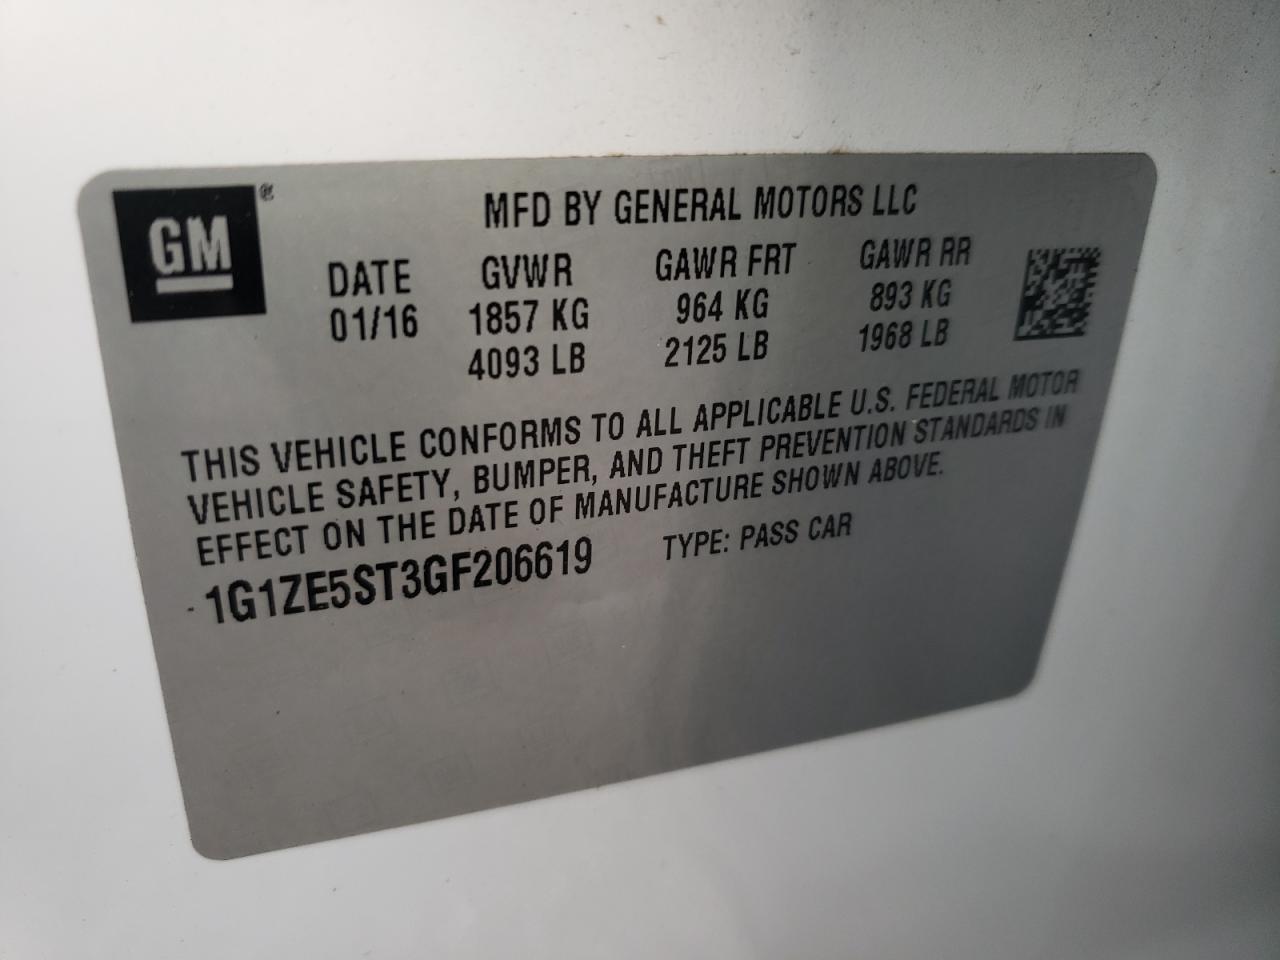 GM®
MFD BY GENERAL MOTORS LLC
DATE GVWR GAWR FRT GAWR RR
01/16 1857 KG 964 KG 893 KG
4093 LB 2125 LB 1968 LB
THIS VEHICLE CONFORMS TO ALL APPLICABLE U.S. FEDERAL MOTOR
VEHICLE SAFETY, BUMPER, AND THEFT PREVENTION STANDARDS IN
EFFECT ON THE DATE OF MANUFACTURE SHOWN ABOVE.
1G1ZE5ST3GF206619 TYPE: PASS CAR